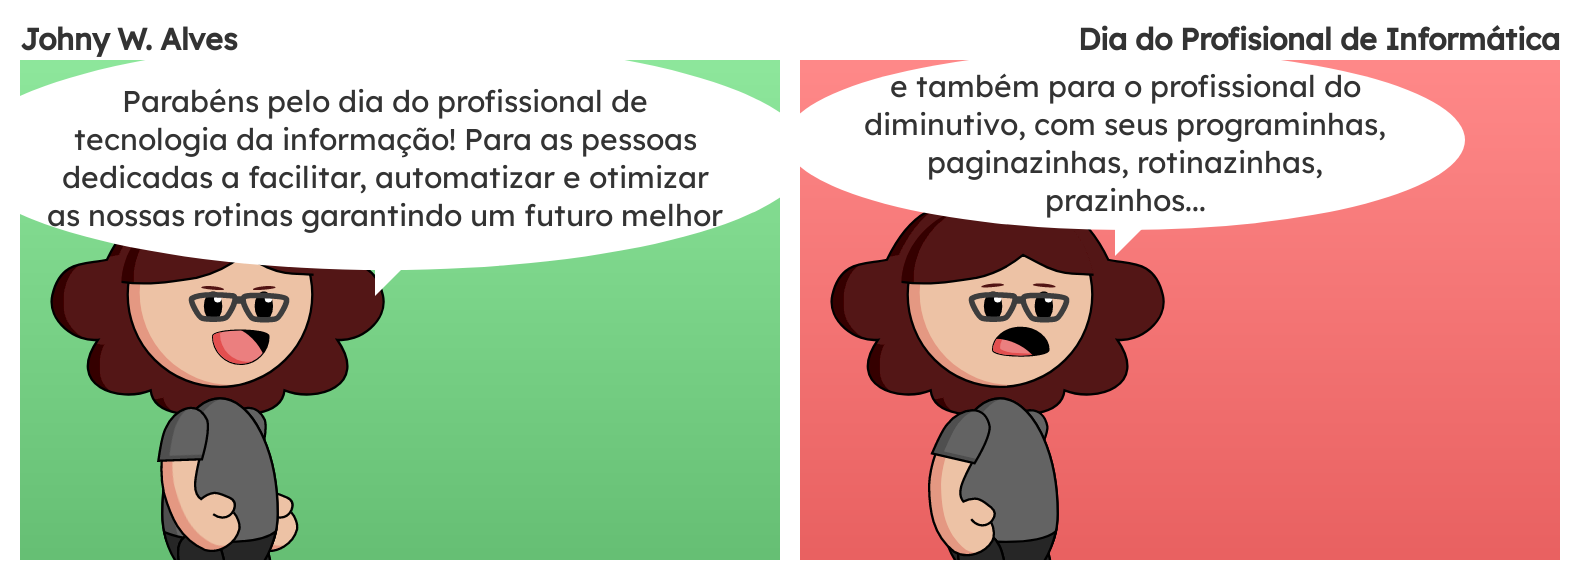 Johny W. Alves
Dia do Profisional de Informática
Parabéns pelo dia do profissional de
tecnologia da informação! Para as pessoas
dedicadas a facilitar, automatizar e otimizar
as nossas rotinas garantindo um futuro melhor
e também para o profissional do
diminutivo, com seus programinhas,
paginazinhas, rotinazinhas,
prazinhos...